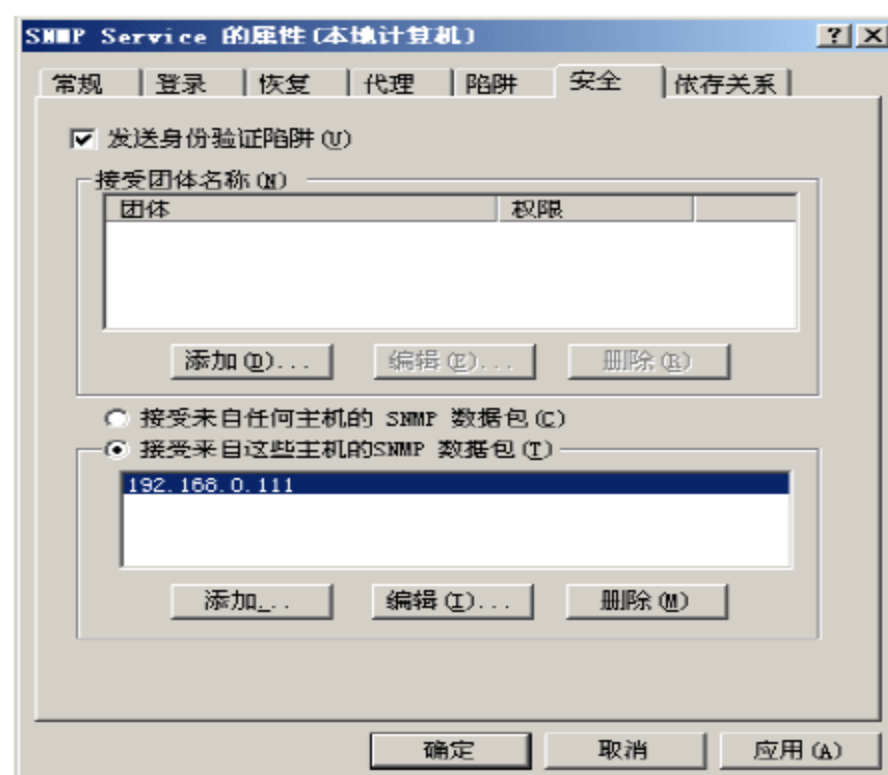 SNMP Service 的属性(本地计算机)
常规 登录 恢复 代理 陷阱 安全 依存关系
发送身份验证陷阱(U)
接受团体名称(N)
团体 权限
添加(D)... 编辑(E)... 删除(R)
接受来自任何主机的 SNMP 数据包(C)
接受来自这些主机的SNMP 数据包(T)
192.168.0.111
添加... 编辑(I)... 删除(M)
确定 取消 应用(A)